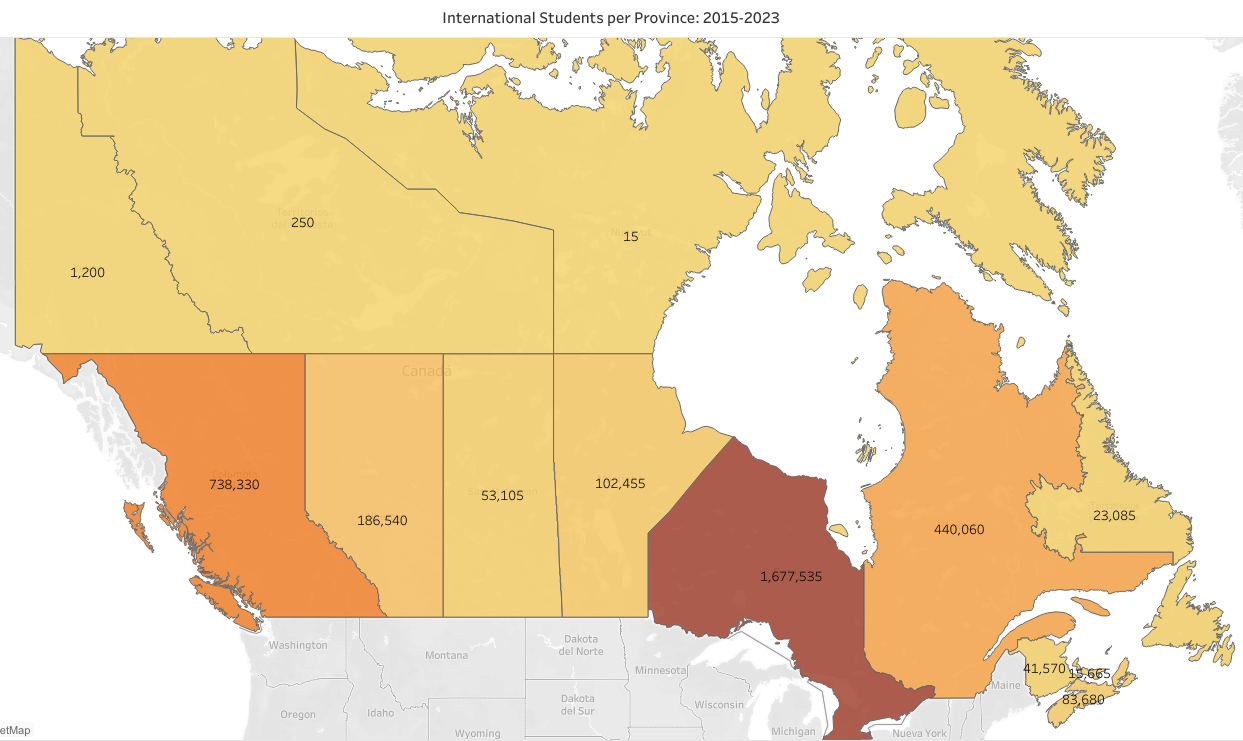 International Students per Province: 2015-2023
250
15
1,200
Canadá
738,330
53,105
102,455
186,540
23,085
440,060
1,677,535
Washington
Montana
Dakota
del Norte
Minnesota
41,570
15,665
Maine
83,680
Oregon
Idaho
Dakota
del Sur
Wisconsin
Wyoming
Michigan
Nueva York
etMap